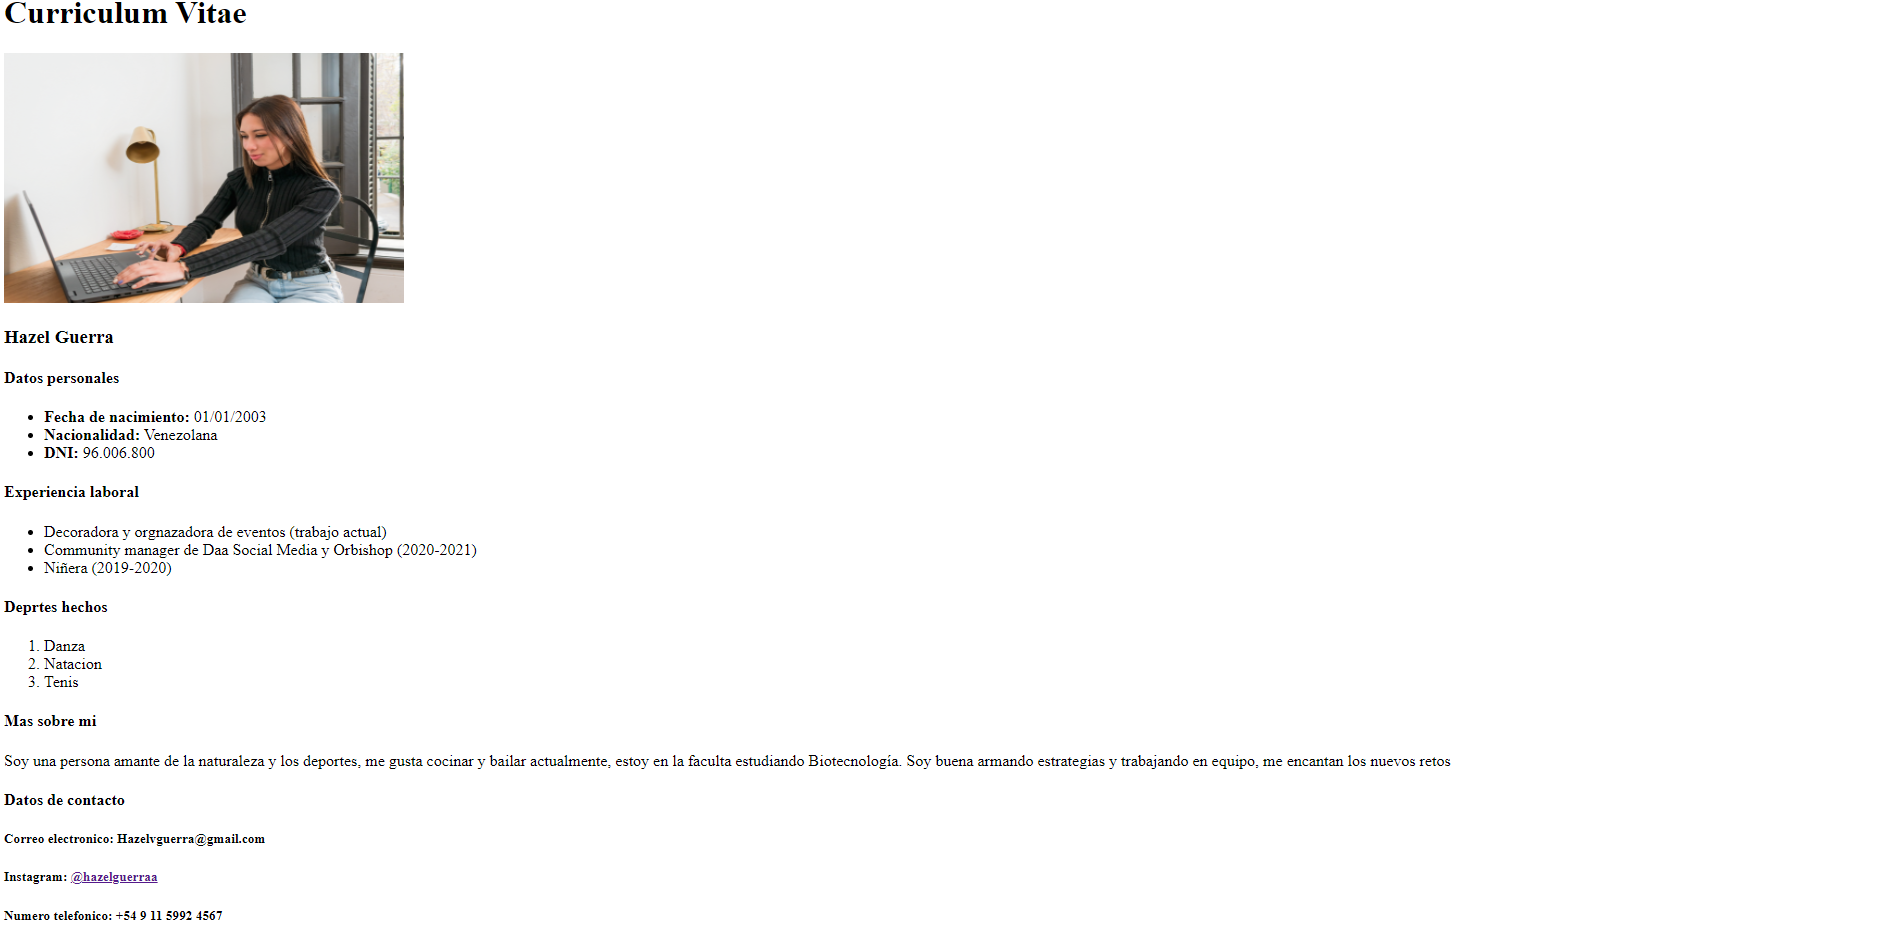 Curriculum Vitae
Hazel Guerra
Datos personales
Fecha de nacimiento: 01/01/2003
Nacionalidad: Venezolana
DNI: 96.006.800
Experiencia laboral
Decoradora y orgnazadora de eventos (trabajo actual)
Community manager de Daa Social Media y Orbishop (2020-2021)
Niñera (2019-2020)
Deprtes hechos
1. Danza
2. Natacion
3. Tenis
Mas sobre mi
Soy una persona amante de la naturaleza y los deportes, me gusta cocinar y bailar actualmente, estoy en la faculta estudiando Biotecnología. Soy buena armando estrategias y trabajando en equipo, me encantan los nuevos retos
Datos de contacto
Correo electronico: Hazelvguerra@gmail.com
Instagram: @hazelguerraa
Numero telefonico: +54 9 11 5992 4567